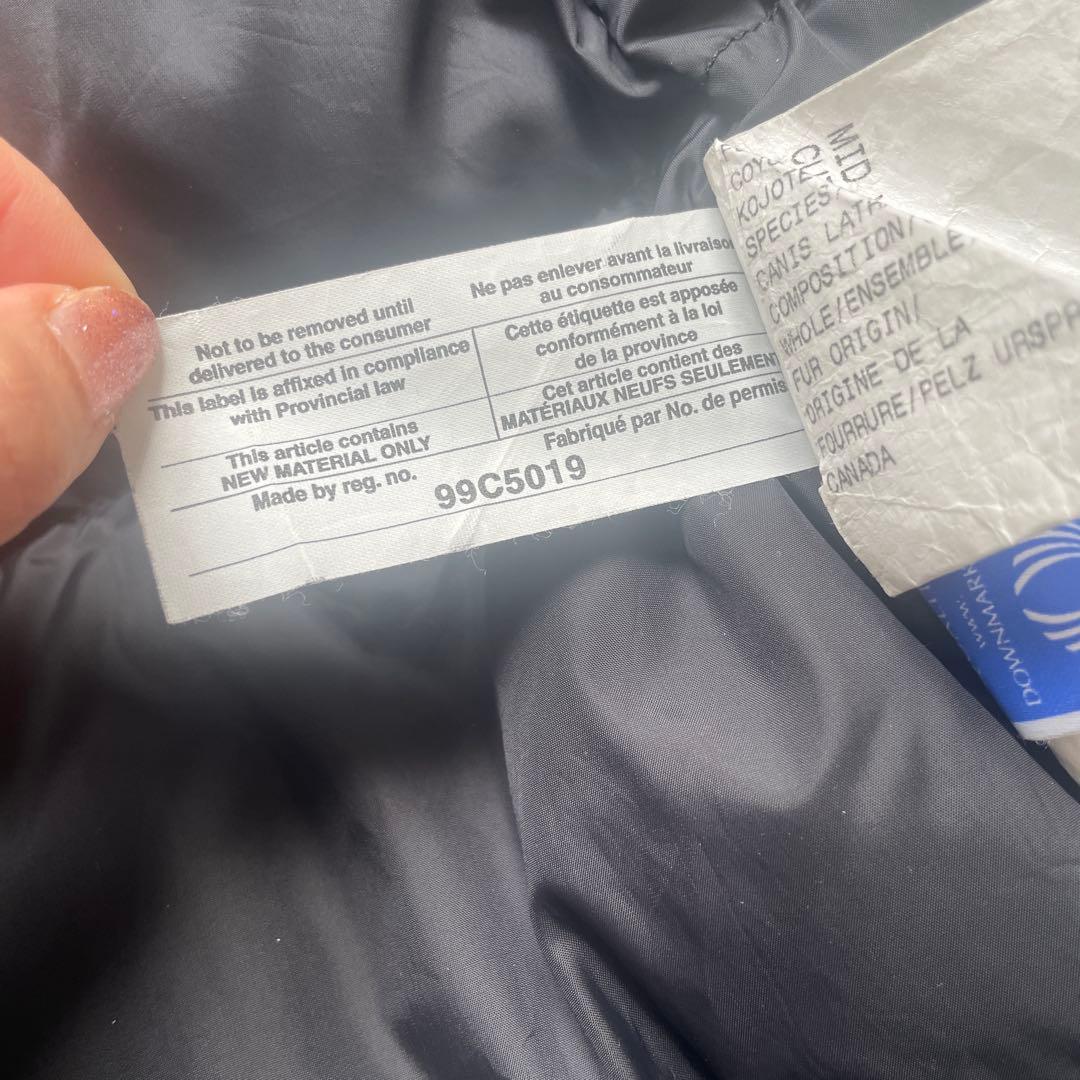 Not to be removed until
delivered to the consumer
Ne pas enlever avant la livraison
au consommateur
This label is affixed in compliance
with Provincial law
Cette étiquette est apposée
conformément à la loi
de la province
This article contains
NEW MATERIAL ONLY
Cet article contient des
MATÉRIAUX NEUFS SEULEMENT
Made by reg. no.
Fabriqué par No. de permis
99C5019
MID
KOJOTE
SPECIES/
CANIS LATR
COMPOSITION/
WHOLE/ENSEMBLE/
FUR ORIGIN/
ORIGINE DE LA
FOURRURE/PELZ URSPR
CANADA
DOWNMARK
www.